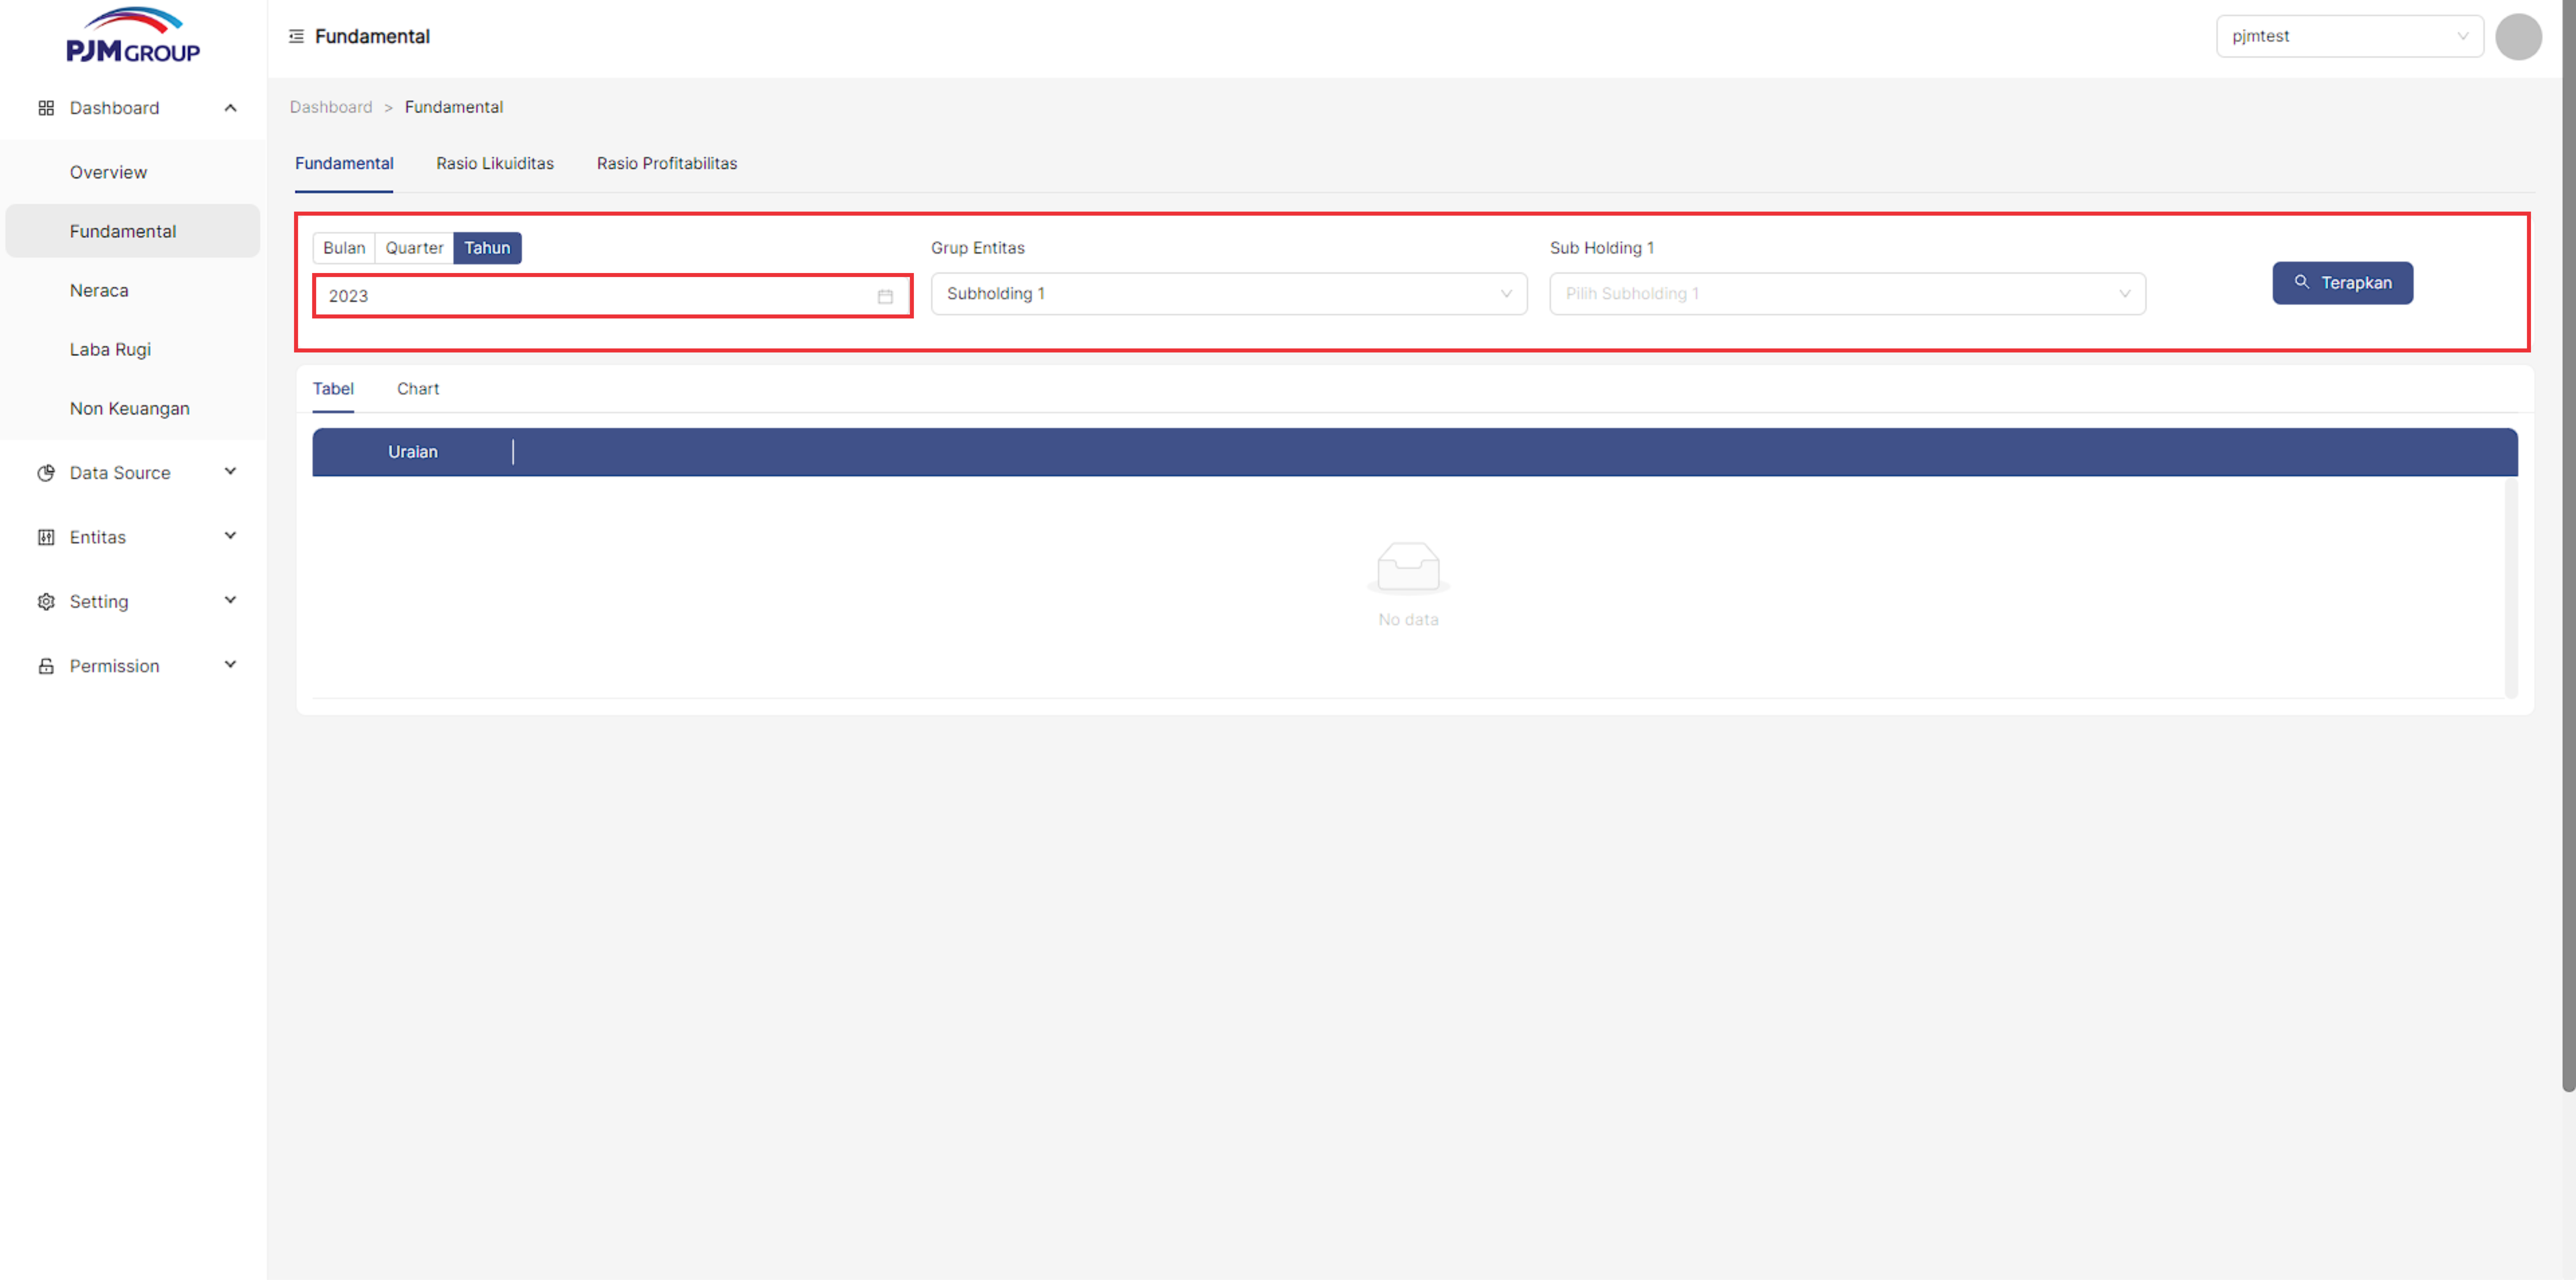 PJM GROUP
Fundamental
pjmtest
Dashboard
Overview
Fundamental
Neraca
Laba Rugi
Non Keuangan
Data Source
Entitas
Setting
Permission
Dashboard > Fundamental
Fundamental Rasio Likuiditas Rasio Profitabilitas
Bulan Quarter Tahun
2023
Grup Entitas
Subholding 1
Sub Holding 1
Pilih Subholding 1
Terapkan
Tabel Chart
Uraian
No data